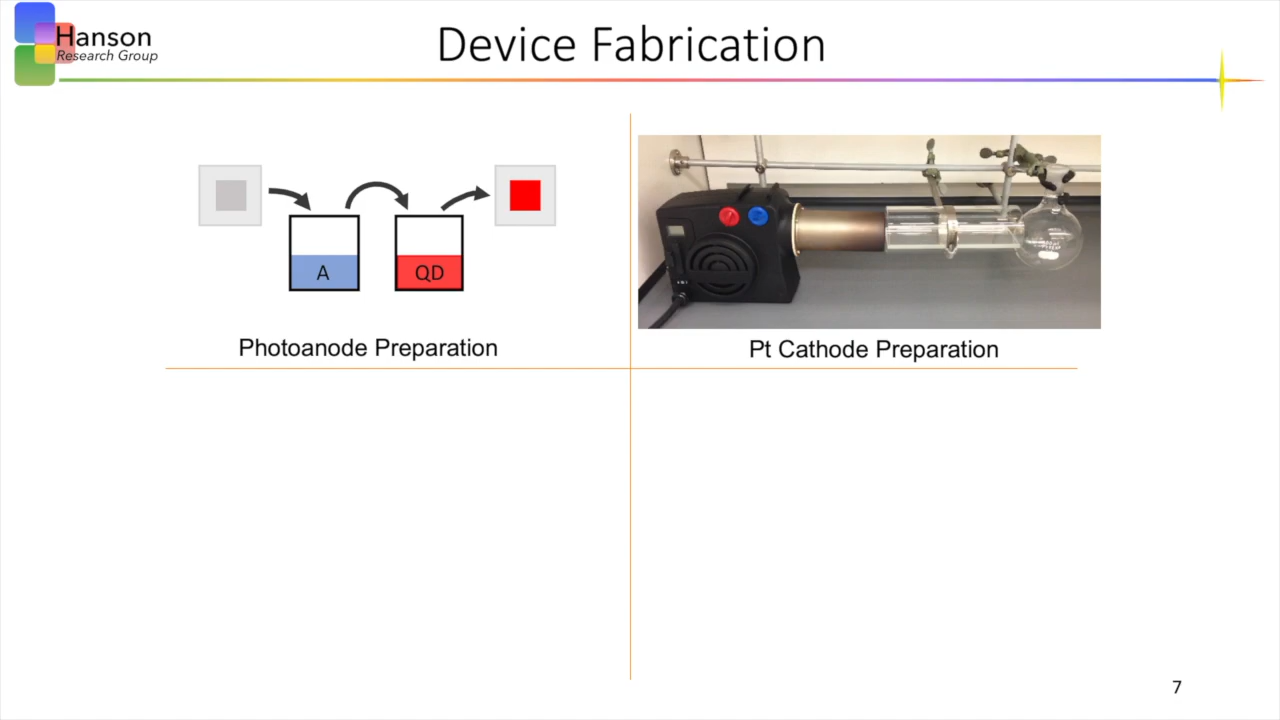 Hanson
Research Group
Device Fabrication
A
QD
Photoanode Preparation
Pt Cathode Preparation
7